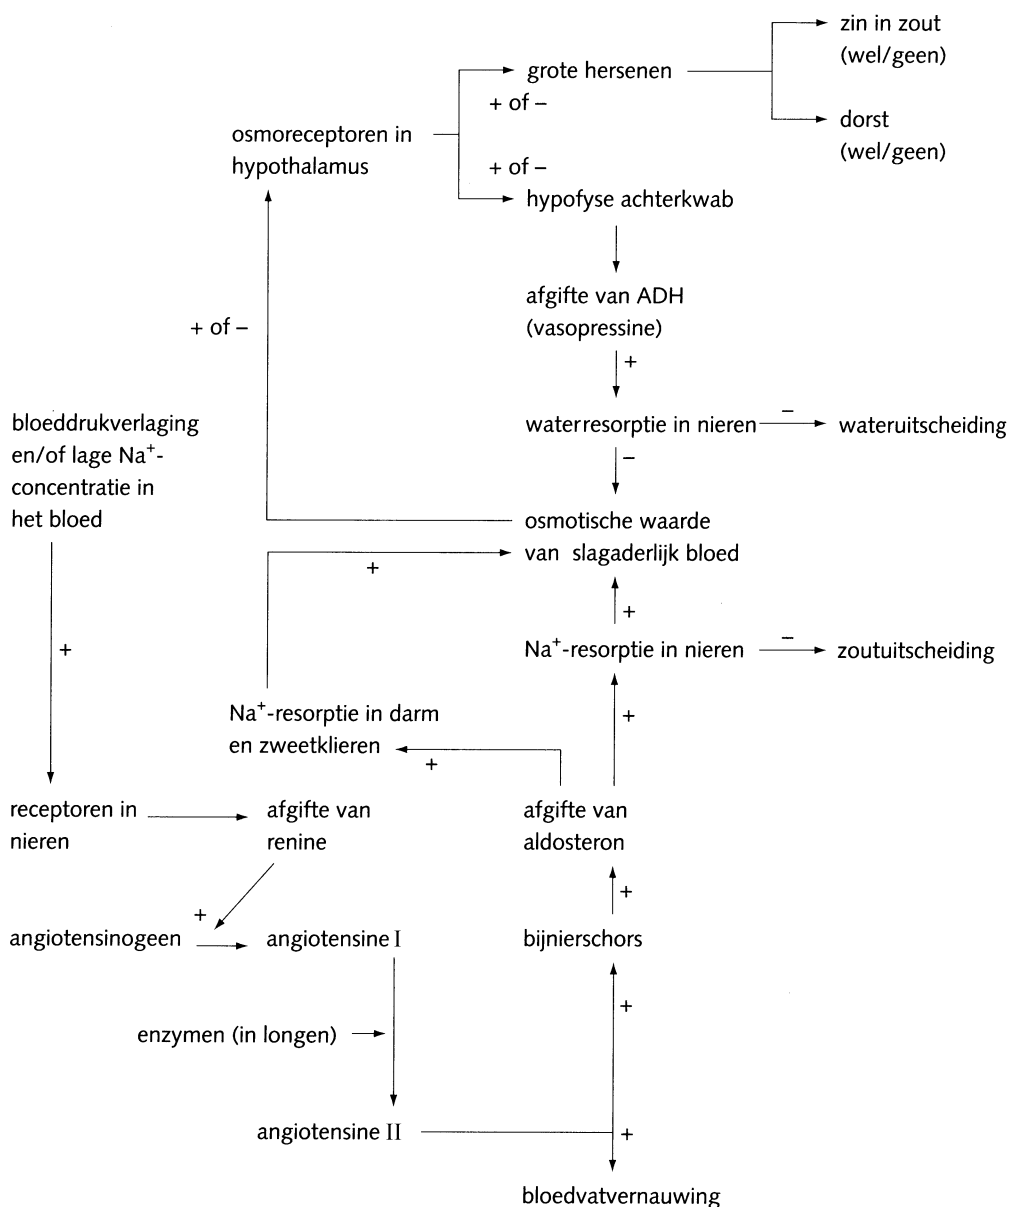 zin in zout
(wel/geen)
grote hersenen
+ of –
dorst
(wel/geen)
osmoreceptoren in
hypothalamus
+ of –
hypofyse achterkwab
afgifte van ADH
(vasopressine)
+ of –
+
waterresorptie in nieren
–
wateruitscheiding
–
bloeddrukverlaging
en/of lage Na⁺-
concentratie in
het bloed
osmotische waarde
van slagaderlijk bloed
+
+
+
Na⁺-resorptie in nieren
–
zoutuitscheiding
Na⁺-resorptie in darm
en zweetklieren
+
+
receptoren in
nieren
afgifte van
renine
afgifte van
aldosteron
+
+
angiotensinogeen
angiotensine I
bijnierschors
+
enzymen (in longen)
angiotensine II
+
bloedvatvernauwing